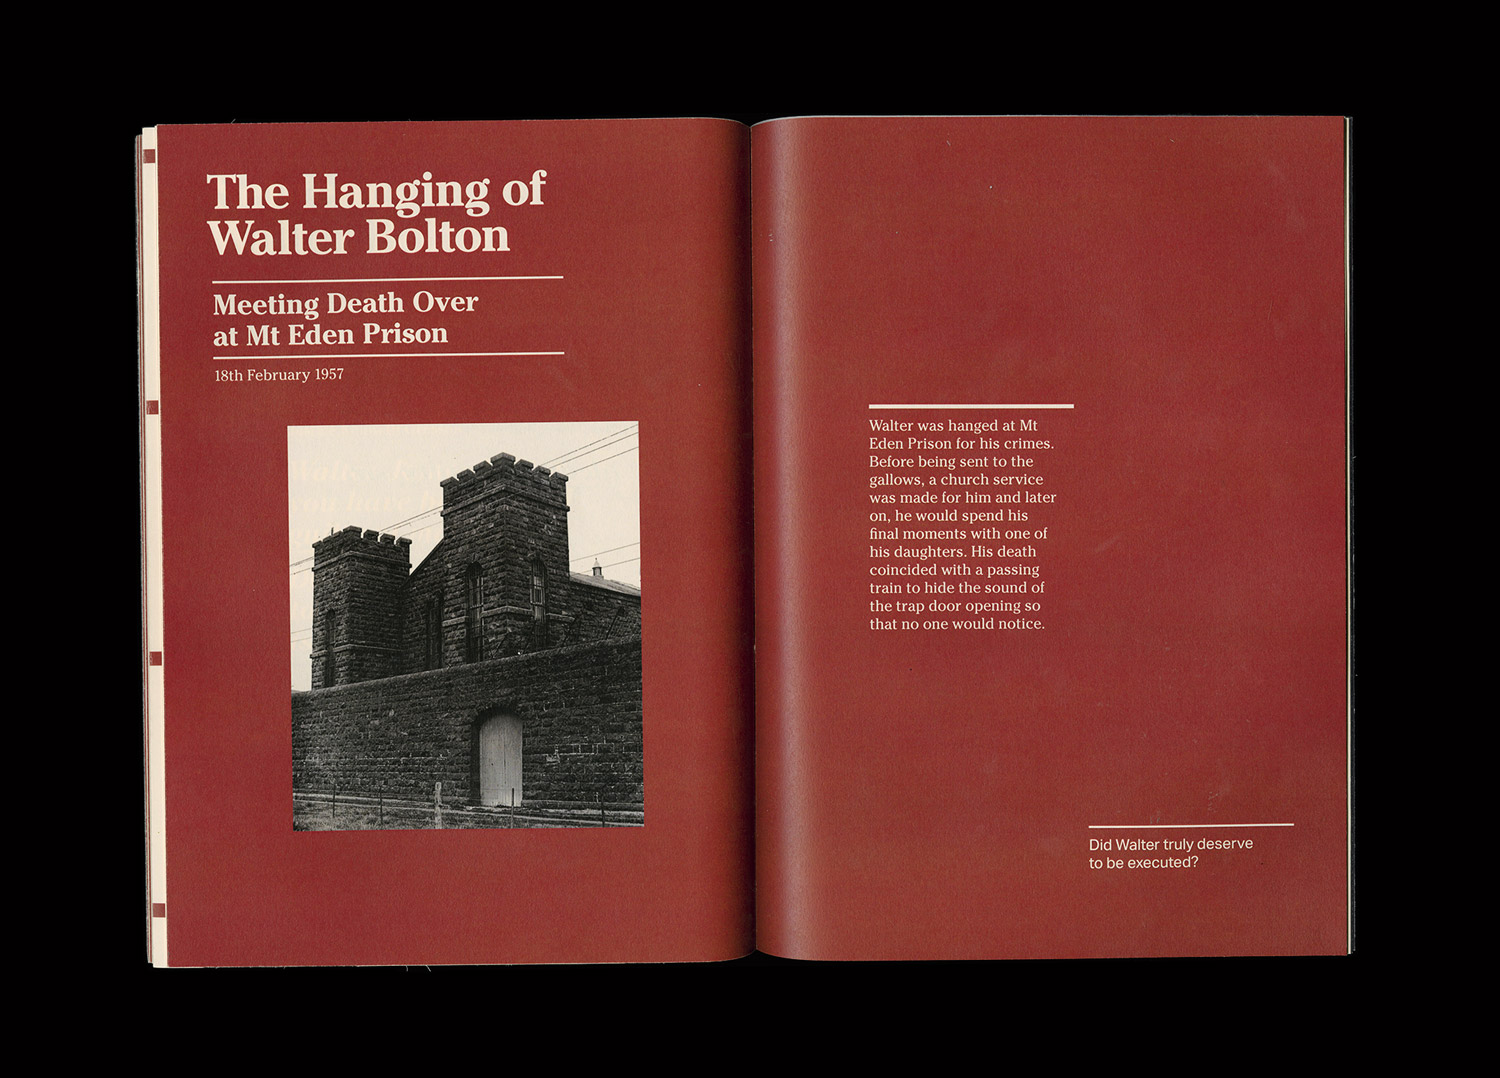 The Hanging of
Walter Bolton
Meeting Death Over
at Mt Eden Prison
18th February 1957
Walter was hanged at Mt
Eden Prison for his crimes.
Before being sent to the
gallows, a church service
was made for him and later
on, he would spend his
final moments with one of
his daughters. His death
coincided with a passing
train to hide the sound of
the trap door opening so
that no one would notice.
Did Walter truly deserve
to be executed?